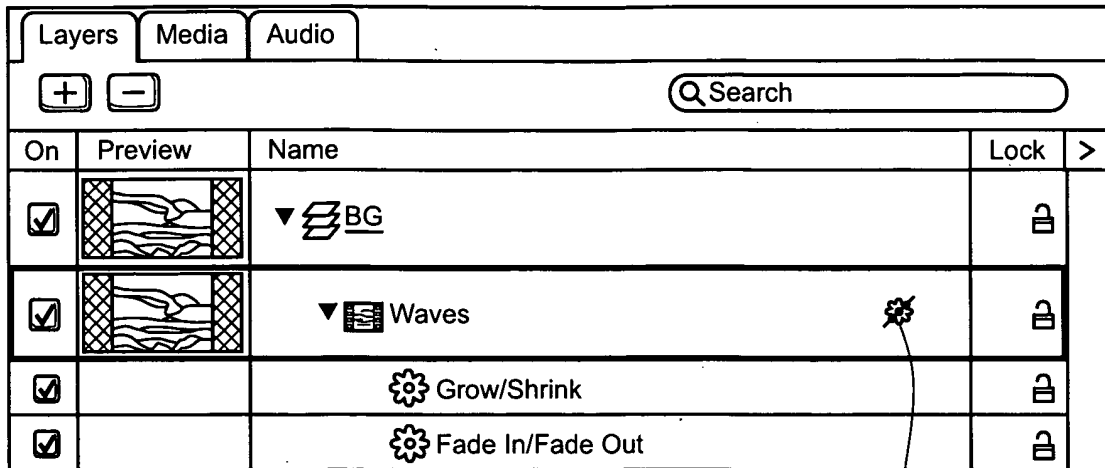 Layers Media Audio
+ −
Search
On Preview Name Lock >
BG
Waves
Grow/Shrink
Fade In/Fade Out